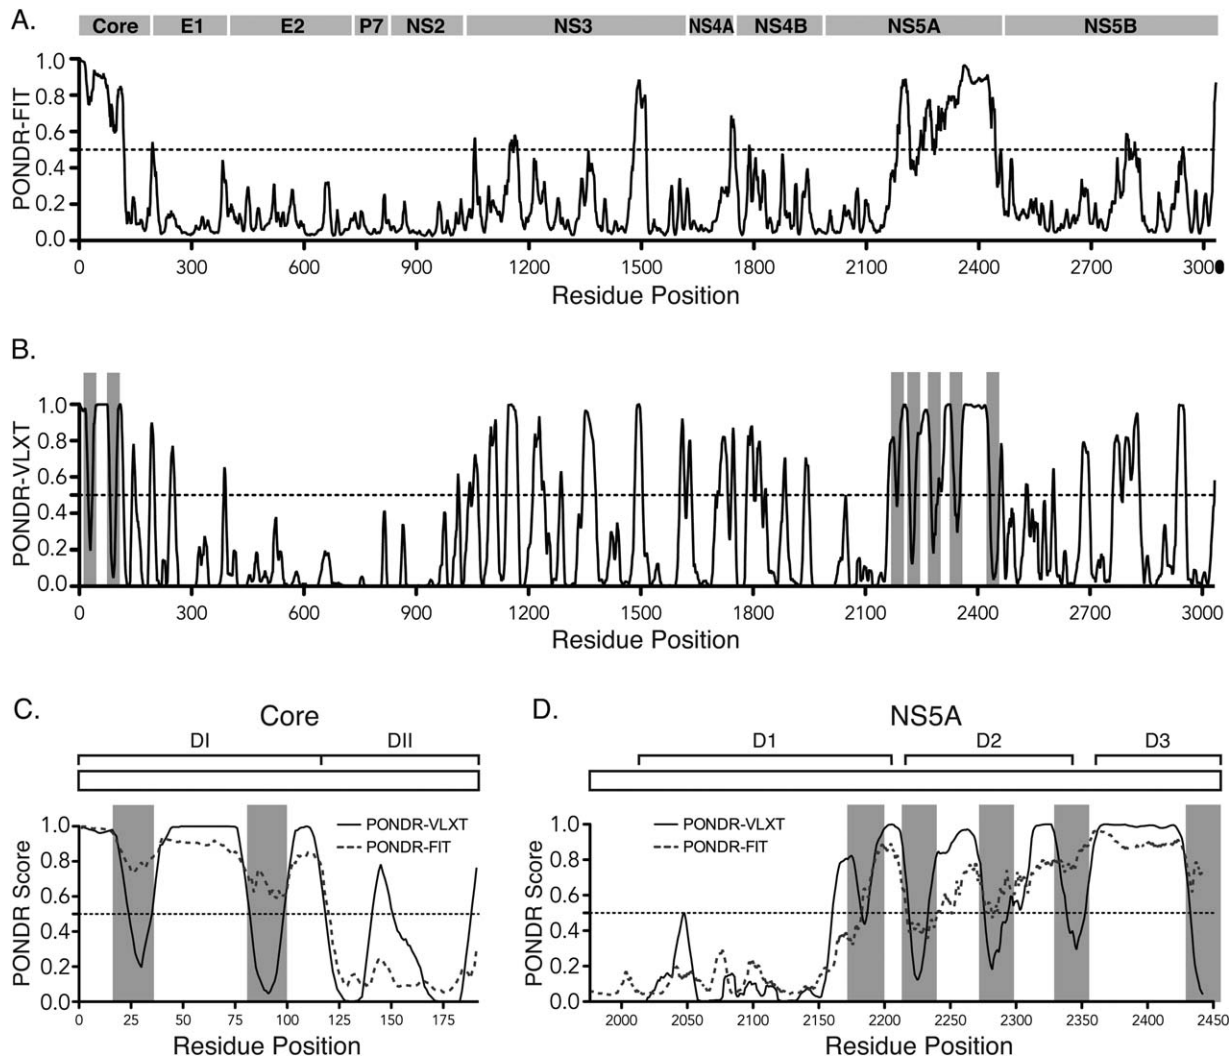 A.
Core E1 E2 P7 NS2 NS3 NS4A NS4B NS5A NS5B
PONDR-FIT
1.0
0.8
0.6
0.4
0.2
0.0
0 300 600 900 1200 1500 1800 2100 2400 2700 3000
Residue Position
B.
PONDR-VLXT
1.0
0.8
0.6
0.4
0.2
0.0
0 300 600 900 1200 1500 1800 2100 2400 2700 3000
Residue Position
C.
Core
DI DII
PONDR Score
1.0
0.8
0.6
0.4
0.2
0.0
PONDR-VLXT
PONDR-FIT
0 25 50 75 100 125 150 175
Residue Position
D.
NS5A
D1 D2 D3
PONDR Score
1.0
0.8
0.6
0.4
0.2
0.0
PONDR-VLXT
PONDR-FIT
2000 2050 2100 2150 2200 2250 2300 2350 2400 2450
Residue Position